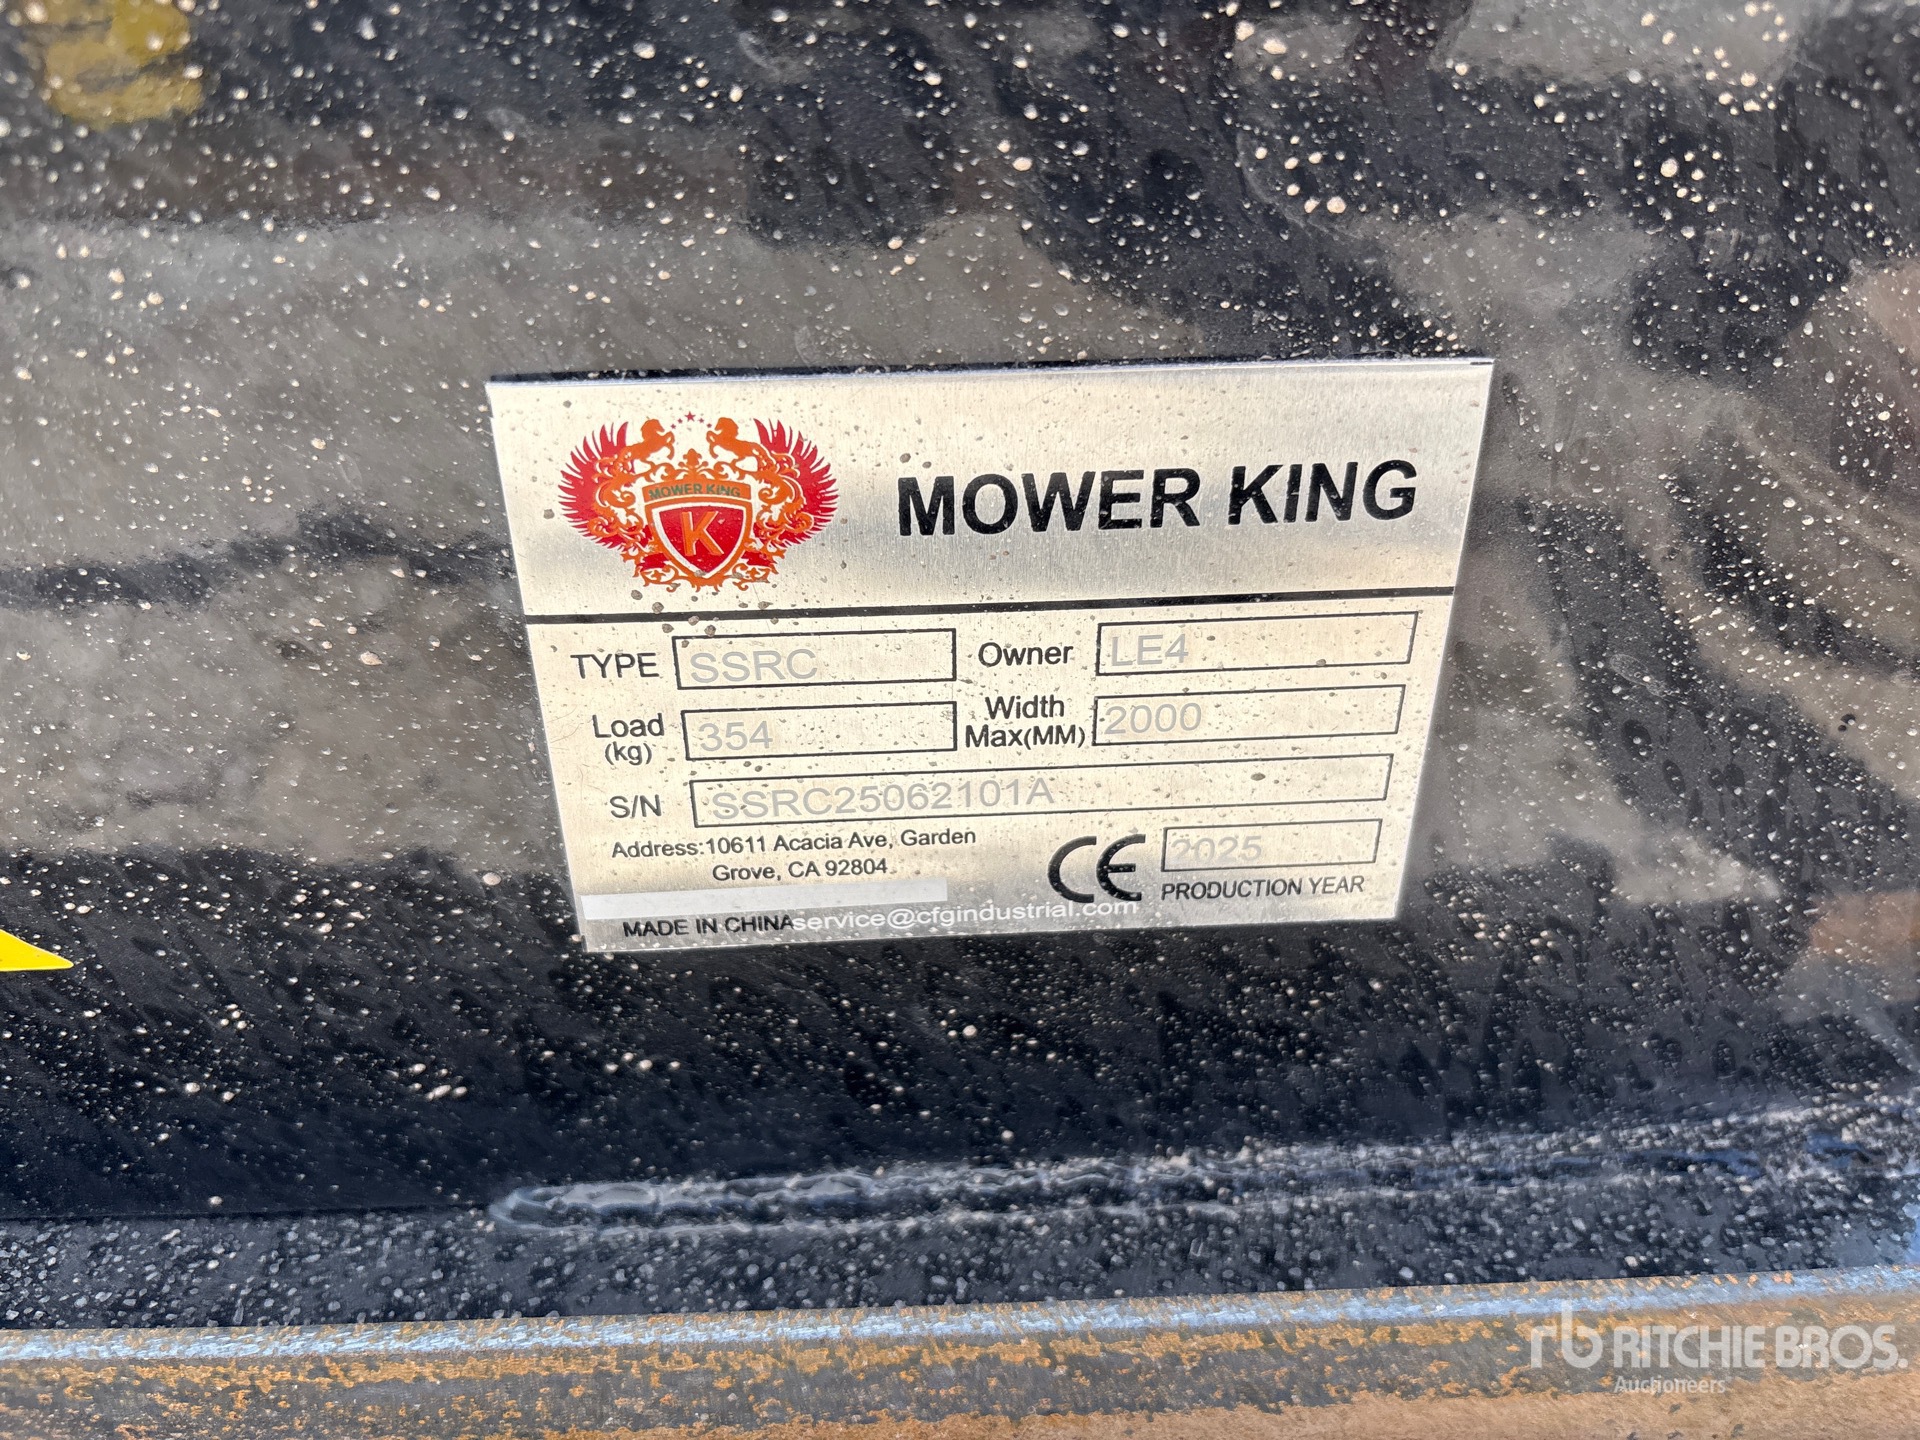 MOWER KING
K
MOWER KING
TYPE SSRC Owner LE4
Load (kg) 354 Width Max(MM) 2000
S/N SSRC25062101A
Address:10611 Acacia Ave, Garden
Grove, CA 92804
CE 2025
PRODUCTION YEAR
MADE IN CHINA service@cfgindustrial.com
rb RITCHIE BROS.
Auctioneers